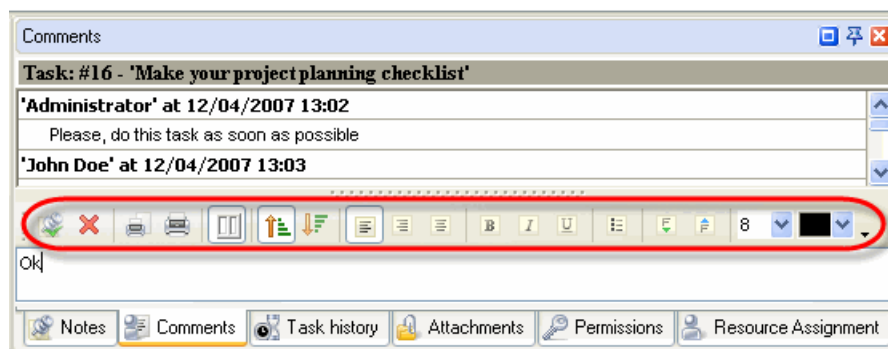 Comments
Task: #16 - 'Make your project planning checklist'
'Administrator' at 12/04/2007 13:02
Please, do this task as soon as possible
'John Doe' at 12/04/2007 13:03
B I U 8
Ok
Notes Comments Task history Attachments Permissions Resource Assignment